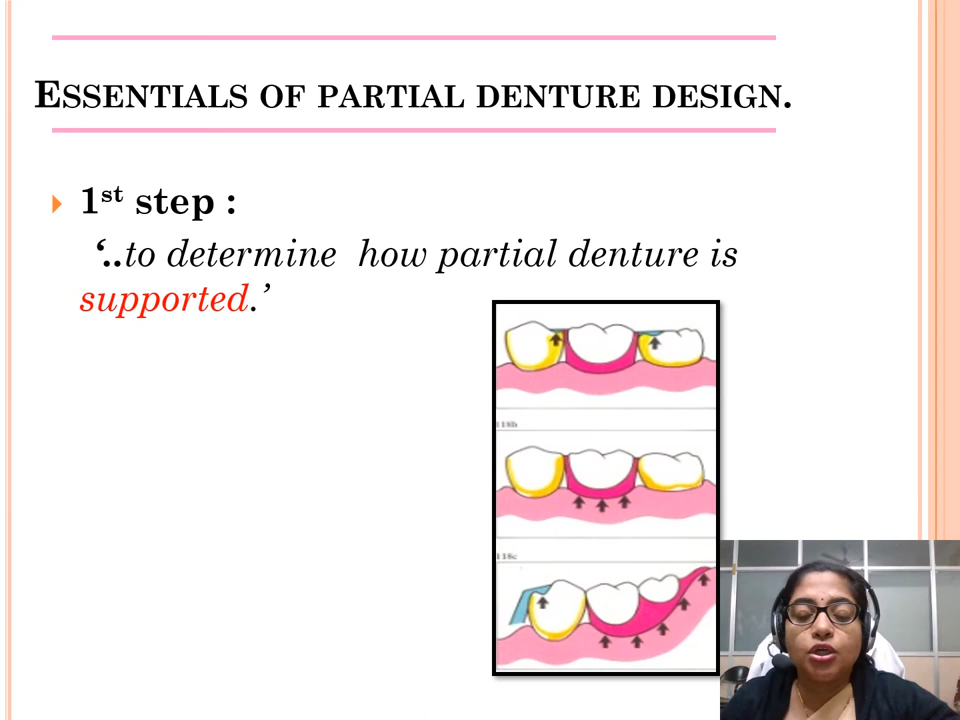 ESSENTIALS OF PARTIAL DENTURE DESIGN.
1st step :
‘..to determine how partial denture is
supported.’
118b
118c